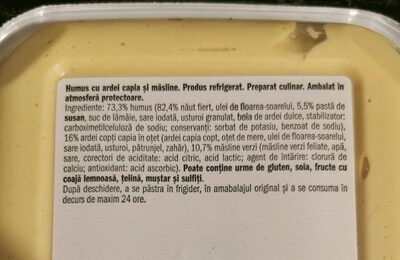 Humus cu ardei capia și măsline. Produs refrigerat. Preparat culinar. Ambalat în
atmosferă protectoare.
Ingrediente: 73,3% humus (82,4% năut fiert, ulei de floarea-soarelui, 5,5% pastă de
susan, suc de lămâie, sare iodată, usturoi granulat, boia de ardei dulce, stabilizator:
carboximetilceluloză de sodiu; conservanți: sorbat de potasiu, benzoat de sodiu),
16% ardei copți capia în oțet (ardei capia copt, oțet de mere, ulei de floarea-soarelui,
sare iodată, usturoi, pătrunjel, zahăr), 10,7% măsline verzi (măsline verzi feliate, apă,
sare, corectori de aciditate: acid citric, acid lactic; agent de întărire: clorură de
calciu; antioxidant: acid ascorbic). Poate conține urme de gluten, soia, fructe cu
coajă lemnoasă, țelină, muștar și sulfiți.
După deschidere, a se păstra în frigider, în amabalajul original și a se consuma în
decurs de maxim 24 ore.